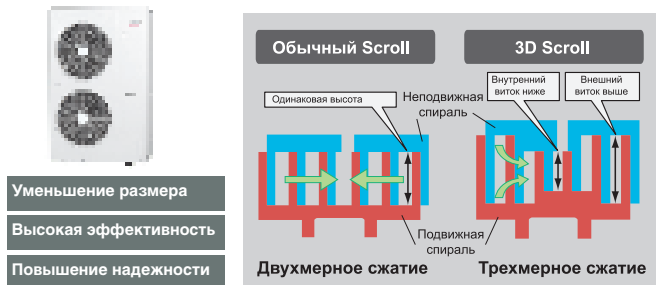 Уменьшение размера
Высокая эффективность
Повышение надежности
Обычный Scroll
3D Scroll
Одинаковая высота
Неподвижная
спираль
Внутренний
виток ниже
Внешний
виток выше
Подвижная
спираль
Двухмерное сжатие
Трехмерное сжатие